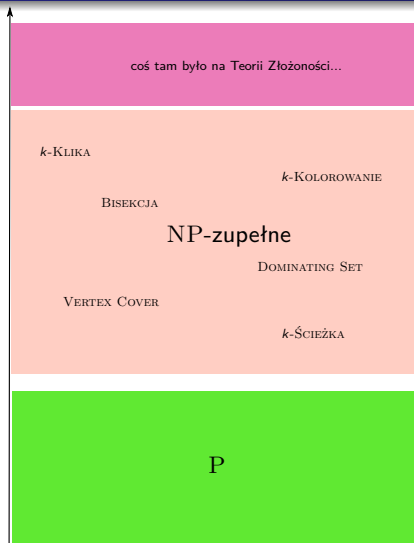 coś tam było na Teorii Złożoności...
k-Klika
k-Kolorowanie
Bisekcja
NP-zupełne
Dominating Set
Vertex Cover
k-Ścieżka
P